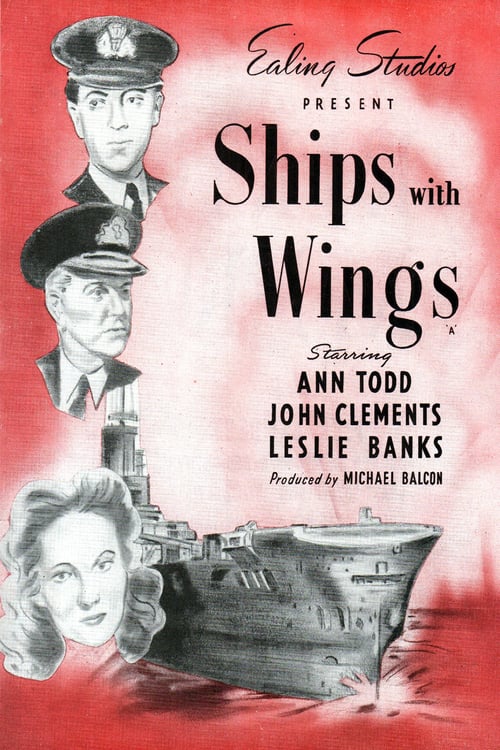 Ealing Studios
PRESENT
Ships with
Wings
'A'
Starring
ANN TODD
JOHN CLEMENTS
LESLIE BANKS
Produced by MICHAEL BALCON